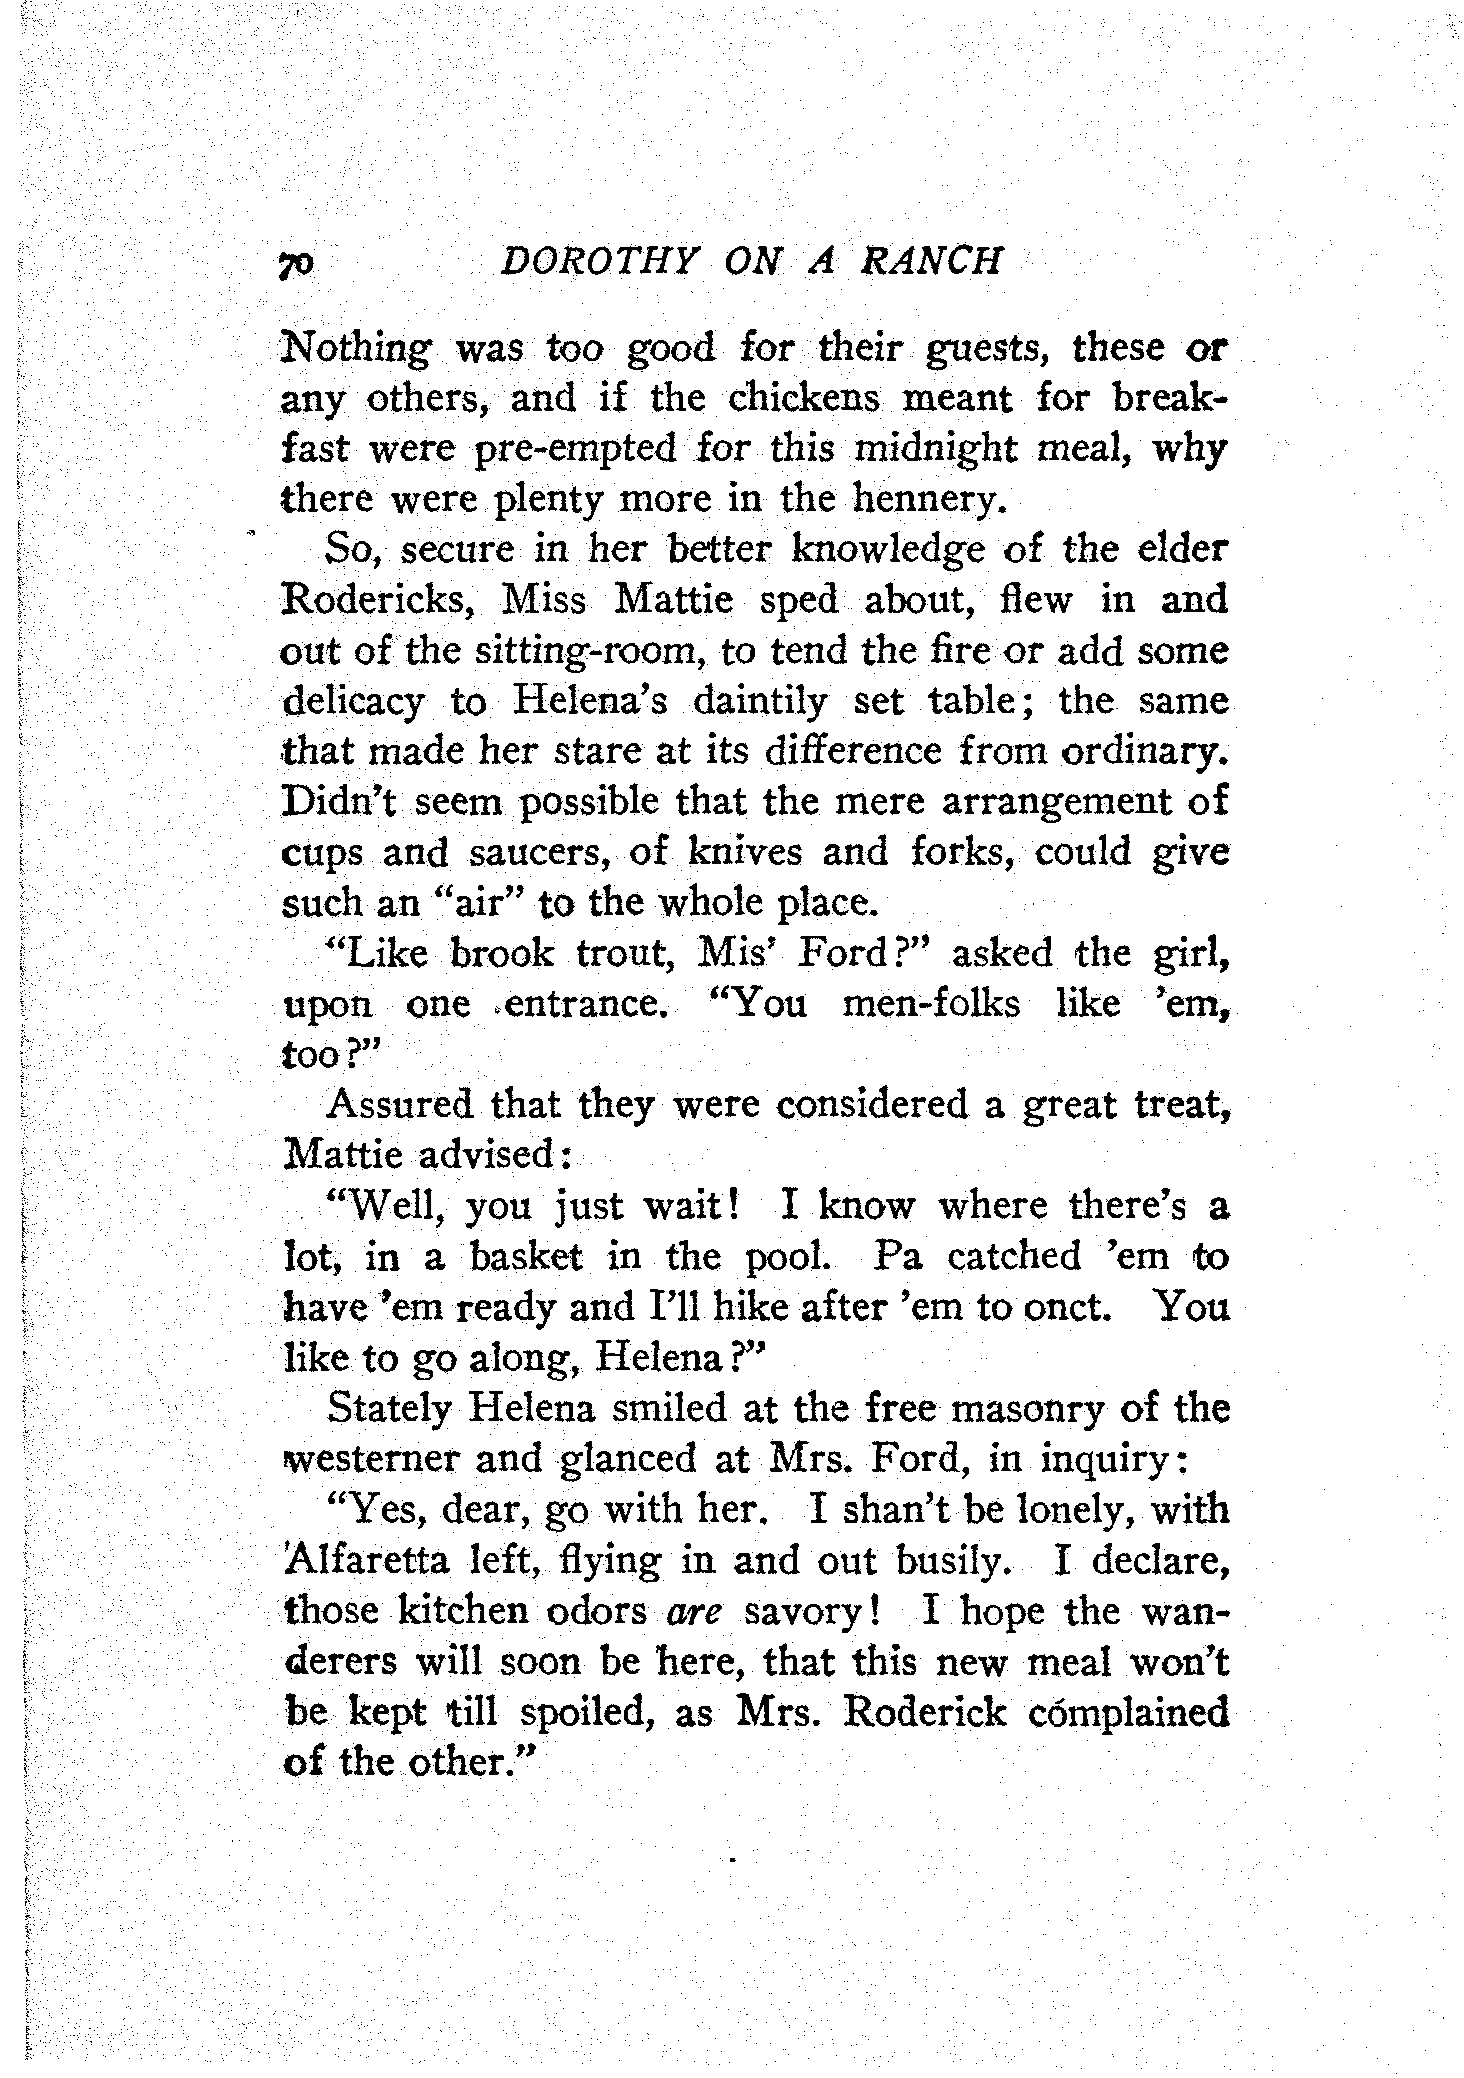 70 DOROTHY ON A RANCH
Nothing was too good for their guests, these or
any others, and if the chickens meant for break-
fast were pre-empted for this midnight meal, why
there were plenty more in the hennery.
So, secure in her better knowledge of the elder
Rodericks, Miss Mattie sped about, flew in and
out of the sitting-room, to tend the fire or add some
delicacy to Helena's daintily set table; the same
that made her stare at its difference from ordinary.
Didn't seem possible that the mere arrangement of
cups and saucers, of knives and forks, could give
such an "air" to the whole place.
"Like brook trout, Mis' Ford?" asked the girl,
upon one entrance. "You men-folks like 'em,
too?"
Assured that they were considered a great treat,
Mattie advised:
"Well, you just wait! I know where there's a
lot, in a basket in the pool. Pa catched 'em to
have 'em ready and I'll hike after 'em to onct. You
like to go along, Helena?"
Stately Helena smiled at the free masonry of the
westerner and glanced at Mrs. Ford, in inquiry:
"Yes, dear, go with her. I shan't be lonely, with
'Alfaretta left, flying in and out busily. I declare,
those kitchen odors are savory! I hope the wan-
derers will soon be here, that this new meal won't
be kept till spoiled, as Mrs. Roderick complained
of the other."